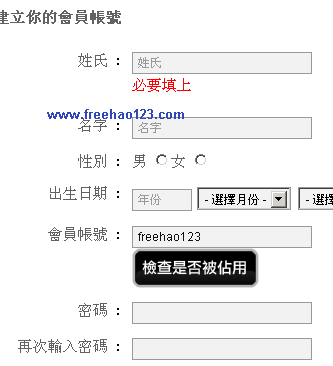 建立你的會員帳號
姓氏 : 姓氏
必要填上
www.freehao123.com
名字 : 名字
性別 : 男 女
出生日期 : 年份 - 選擇月份 - - 選擇
會員帳號 : freehao123
檢查是否被佔用
密碼 :
再次輸入密碼 :